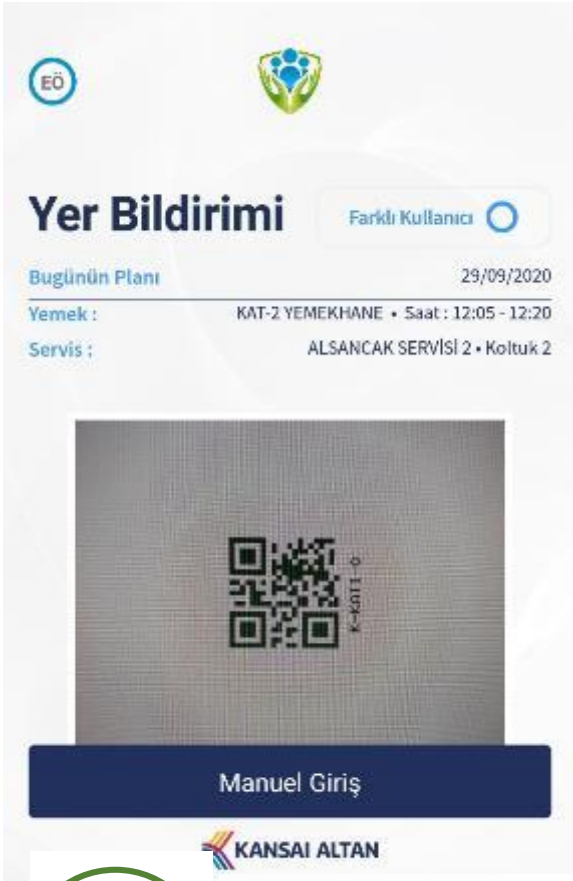 EÖ
Yer Bildirimi
Farklı Kullanıcı
Bugünün Planı 29/09/2020
Yemek : KAT-2 YEMEKHANE • Saat : 12:05 - 12:20
Servis : ALSANCAK SERVİSİ 2 • Koltuk 2
K-KAT1-0
Manuel Giriş
KANSAI ALTAN